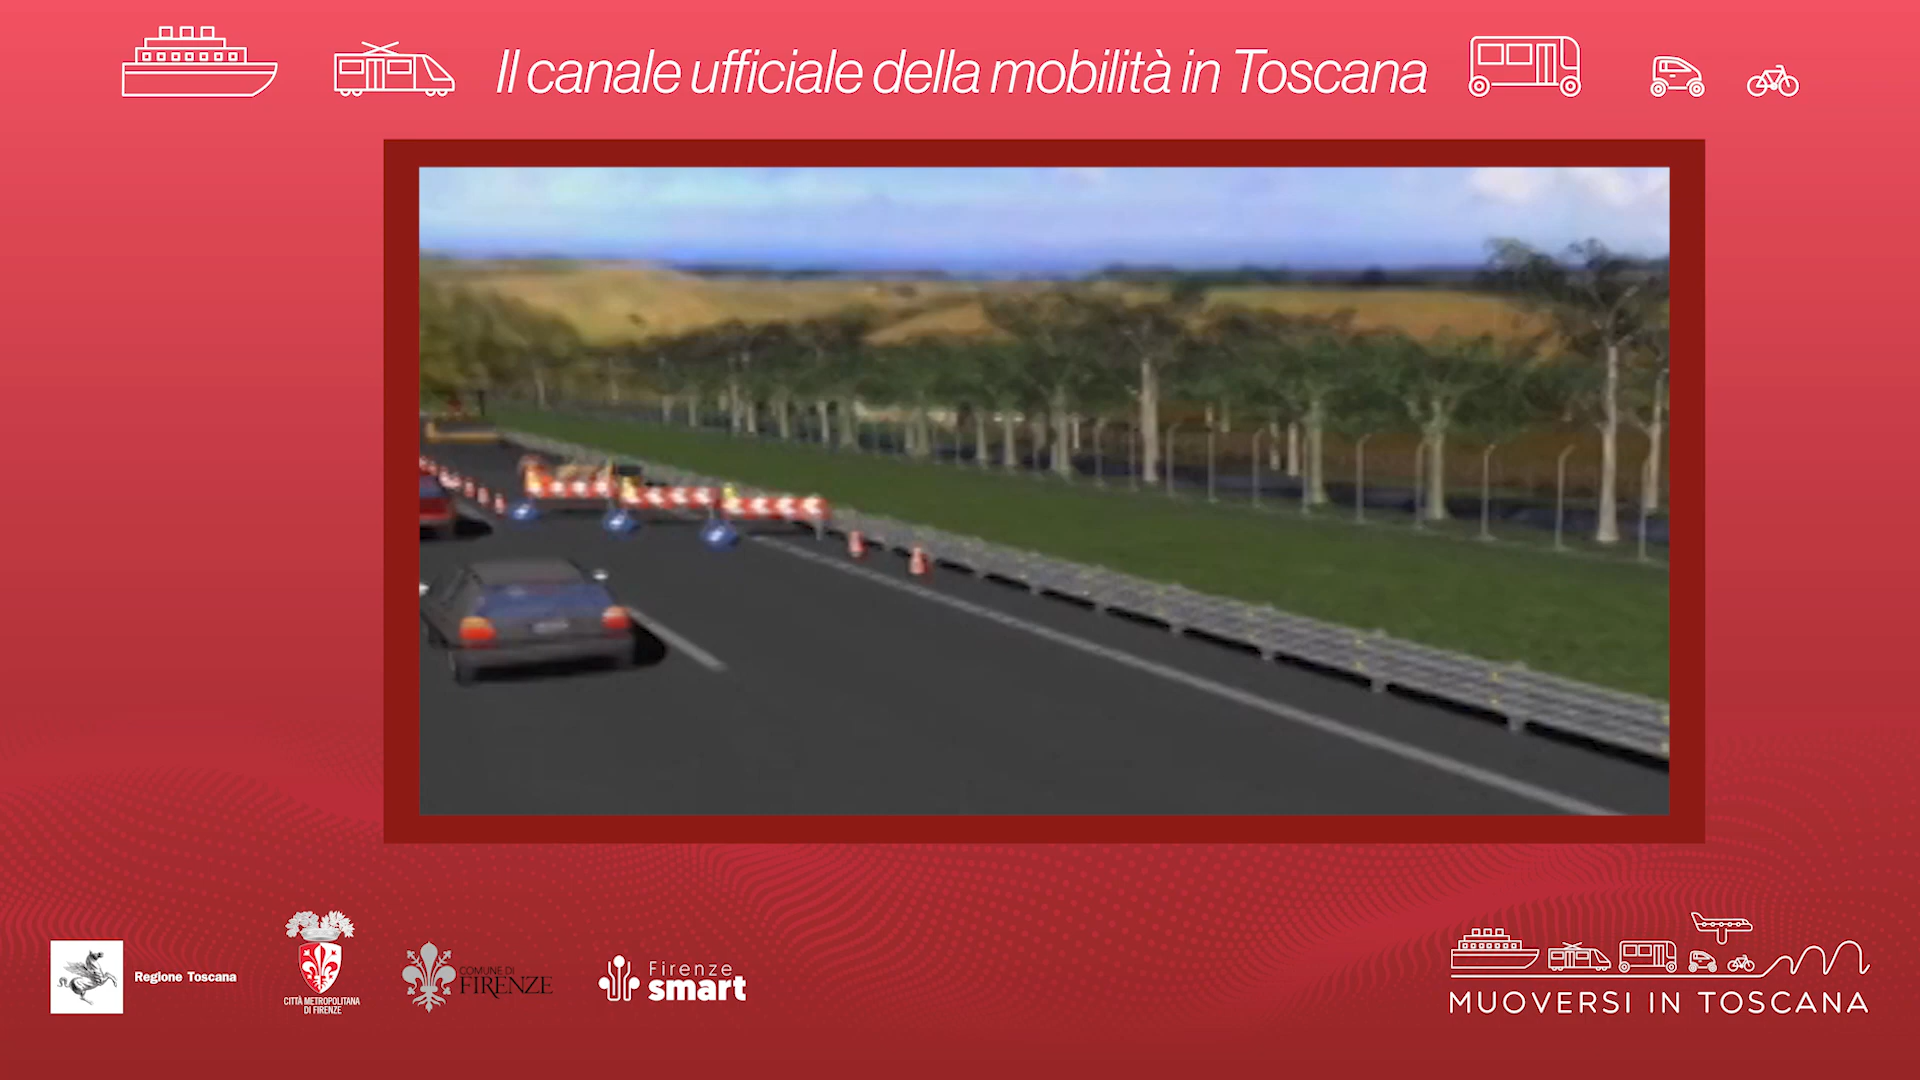 Il canale ufficiale della mobilità in Toscana
Regione Toscana
CITTÀ METROPOLITANA
DI FIRENZE
COMUNE DI
FIRENZE
Firenze
smart
MUOVERSI IN TOSCANA